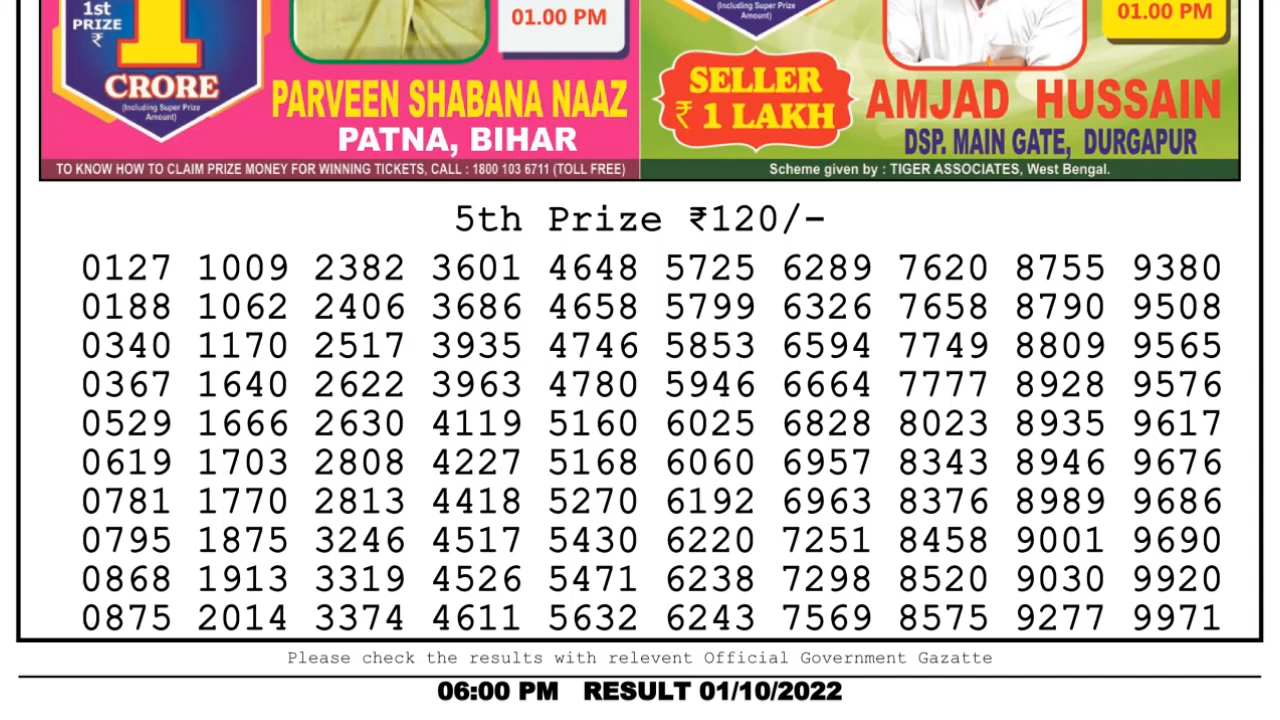 1st
PRIZE
₹
1
CRORE
(Including Super Prize
Amount)
01.00 PM
PARVEEN SHABANA NAAZ
PATNA, BIHAR
TO KNOW HOW TO CLAIM PRIZE MONEY FOR WINNING TICKETS, CALL : 1800 103 6711 (TOLL FREE)
(Including Super Prize
Amount)
01.00 PM
SELLER
₹ 1 LAKH
AMJAD HUSSAIN
DSP. MAIN GATE, DURGAPUR
Scheme given by : TIGER ASSOCIATES, West Bengal.
5th Prize ₹120/-
0127 1009 2382 3601 4648 5725 6289 7620 8755 9380
0188 1062 2406 3686 4658 5799 6326 7658 8790 9508
0340 1170 2517 3935 4746 5853 6594 7749 8809 9565
0367 1640 2622 3963 4780 5946 6664 7777 8928 9576
0529 1666 2630 4119 5160 6025 6828 8023 8935 9617
0619 1703 2808 4227 5168 6060 6957 8343 8946 9676
0781 1770 2813 4418 5270 6192 6963 8376 8989 9686
0795 1875 3246 4517 5430 6220 7251 8458 9001 9690
0868 1913 3319 4526 5471 6238 7298 8520 9030 9920
0875 2014 3374 4611 5632 6243 7569 8575 9277 9971
Please check the results with relevent Official Government Gazatte
06:00 PM RESULT 01/10/2022